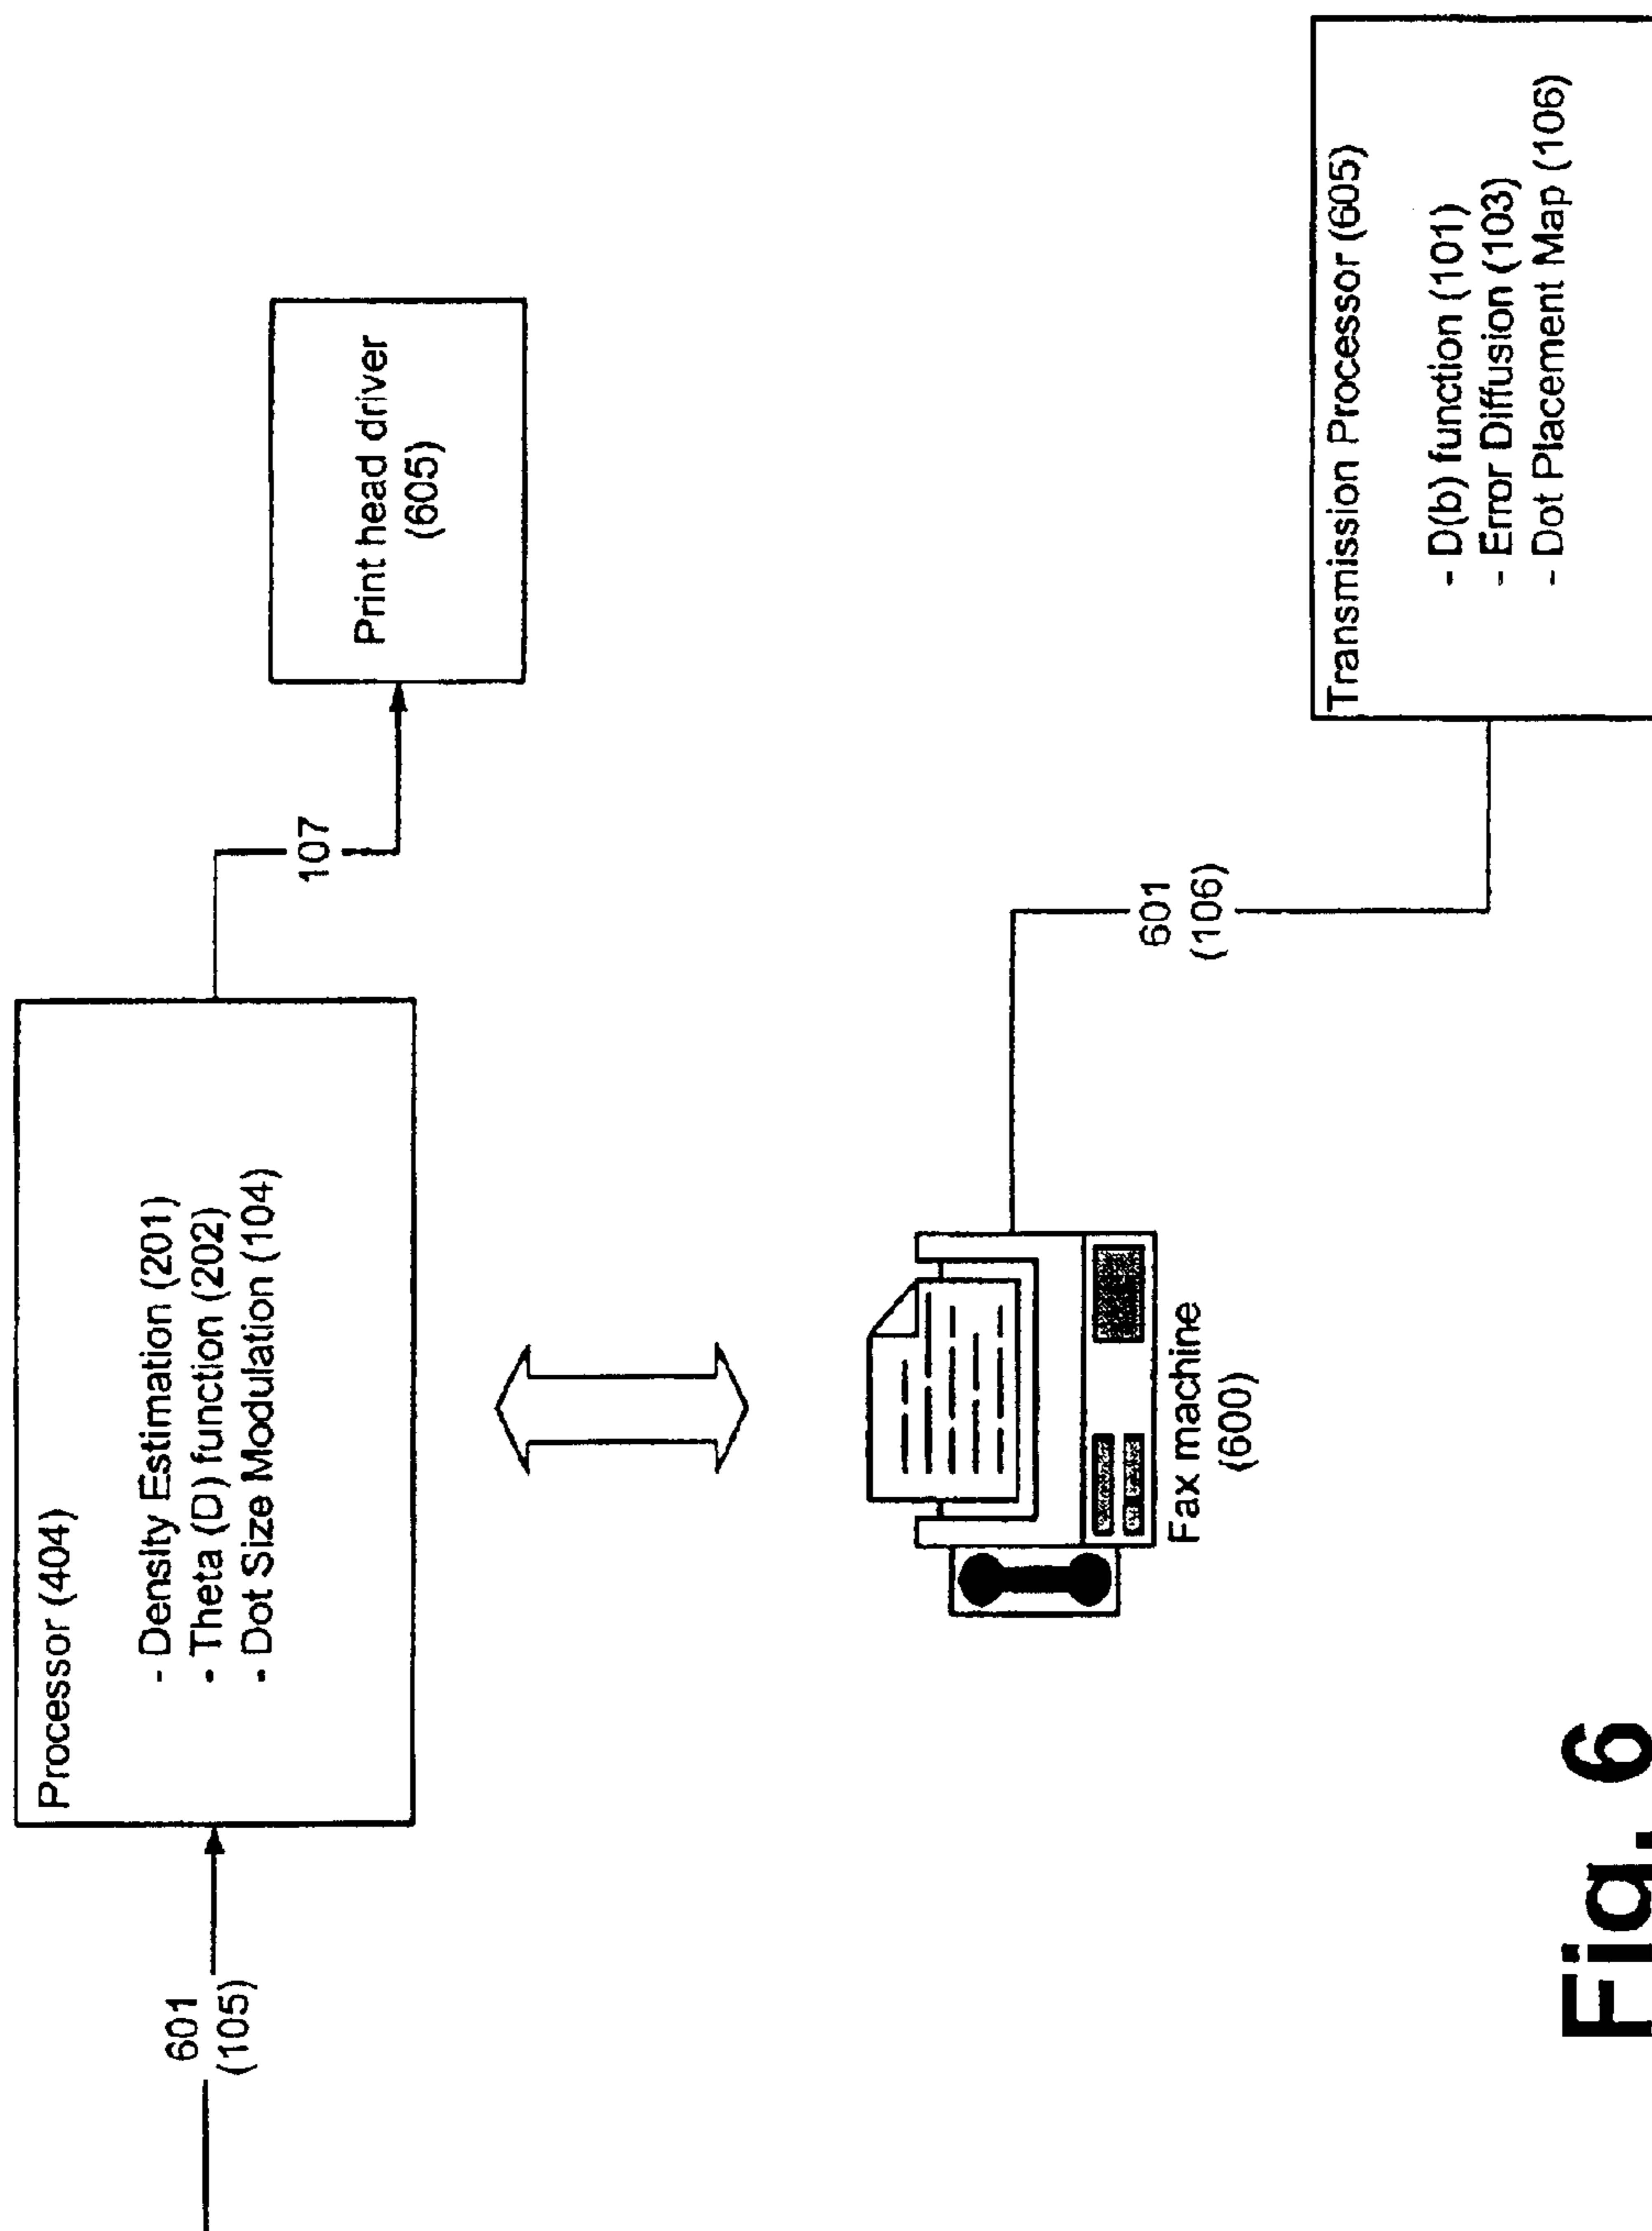 601
(105)
Processor (404)
- Density Estimation (201)
- Theta (D) function (202)
- Dot Size Modulation (104)
107
Print head driver
(605)
Fax machine
(600)
601
(106)
Transmission Processor (605)
- D(b) function (101)
- Error Diffusion (103)
- Dot Placement Map (106)
Fig. 6